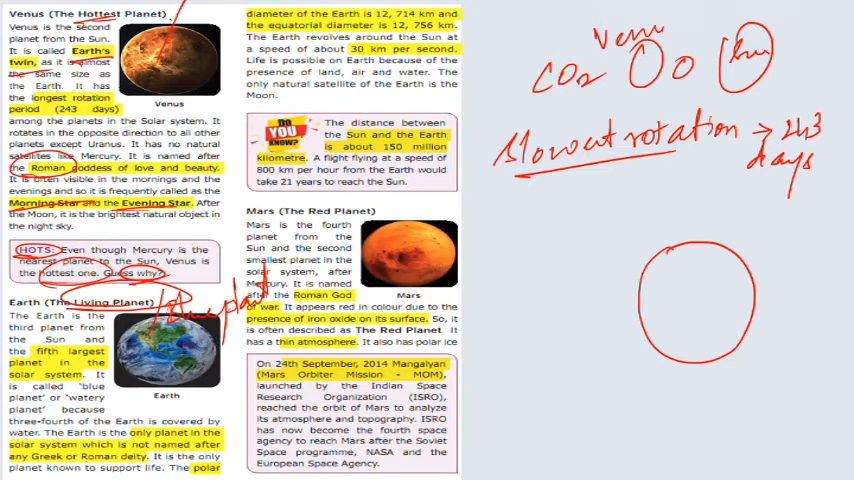 Venus (The Hottest Planet)
Venus is the second
planet from the Sun.
It is called Earth's
twin, as it is almost
the same size as
the Earth. It has
the longest rotation
period (243 days)
among the planets in the Solar system. It
rotates in the opposite direction to all other
planets except Uranus. It has no natural
satellites like Mercury. It is named after
the Roman goddess of love and beauty.
It is often visible in the mornings and the
evenings and so it is frequently called as the
Morning Star and the Evening Star. After
the Moon, it is the brightest natural object in
the night sky.
Venus
HOTS: Even though Mercury is the
nearest planet to the Sun, Venus is
the hottest one. Guess why?
Earth (The Living Planet)
The Earth is the
third planet from
the Sun and
the fifth largest
planet in the
solar system. It
is called 'blue
planet' or 'watery
planet' because
three-fourth of the Earth is covered by
water. The Earth is the only planet in the
solar system which is not named after
any Greek or Roman deity. It is the only
planet known to support life. The polar
Earth
diameter of the Earth is 12, 714 km and
the equatorial diameter is 12, 756 km.
The Earth revolves around the Sun at
a speed of about 30 km per second.
Life is possible on Earth because of the
presence of land, air and water. The
only natural satellite of the Earth is the
Moon.
DO
YOU
KNOW?
The distance between
the Sun and the Earth
is about 150 million
kilometre. A flight flying at a speed of
800 km per hour from the Earth would
take 21 years to reach the Sun.
Mars (The Red Planet)
Mars is the fourth
planet from the
Sun and the second
smallest planet in the
solar system, after
Mercury. It is named
after the Roman God
of war. It appears red in colour due to the
presence of iron oxide on its surface. So, it
is often described as The Red Planet. It
has a thin atmosphere. It also has polar ice
Mars
On 24th September, 2014 Mangalyan
(Mars Orbiter Mission - MOM),
launched by the Indian Space
Research Organization (ISRO),
reached the orbit of Mars to analyze
its atmosphere and topography. ISRO
has now become the fourth space
agency to reach Mars after the Soviet
Space programme, NASA and the
European Space Agency.
Venus
CO2
Slowest rotation → 243
days